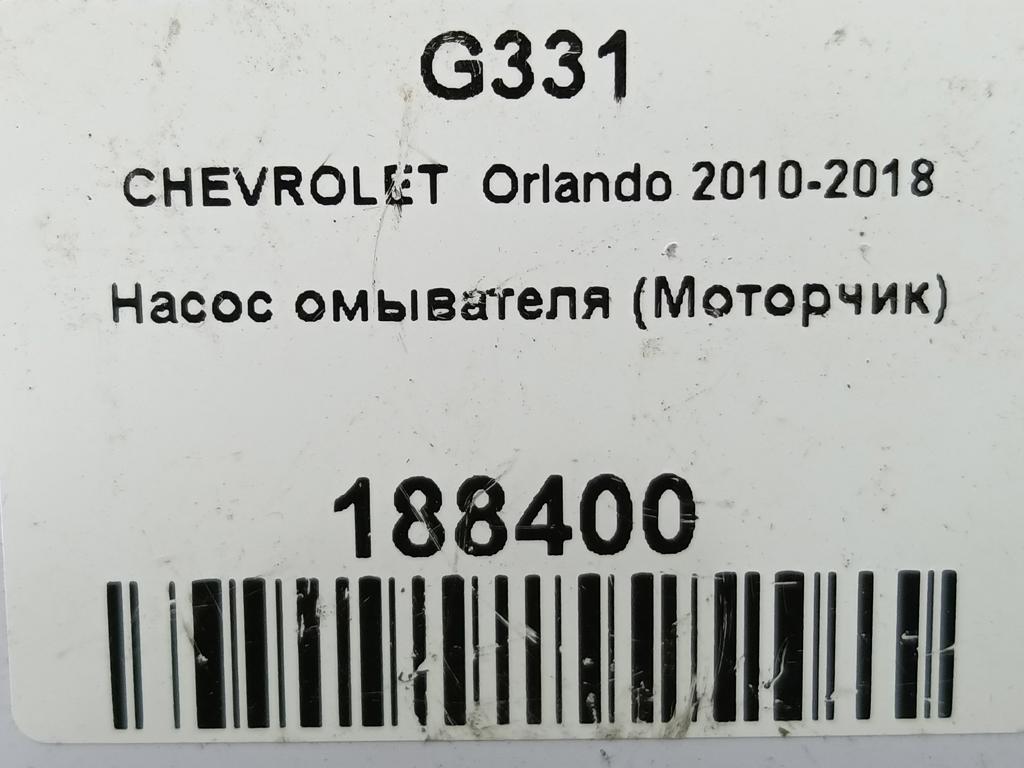 G331
CHEVROLET Orlando 2010-2018
Насос омывателя (Моторчик)
188400